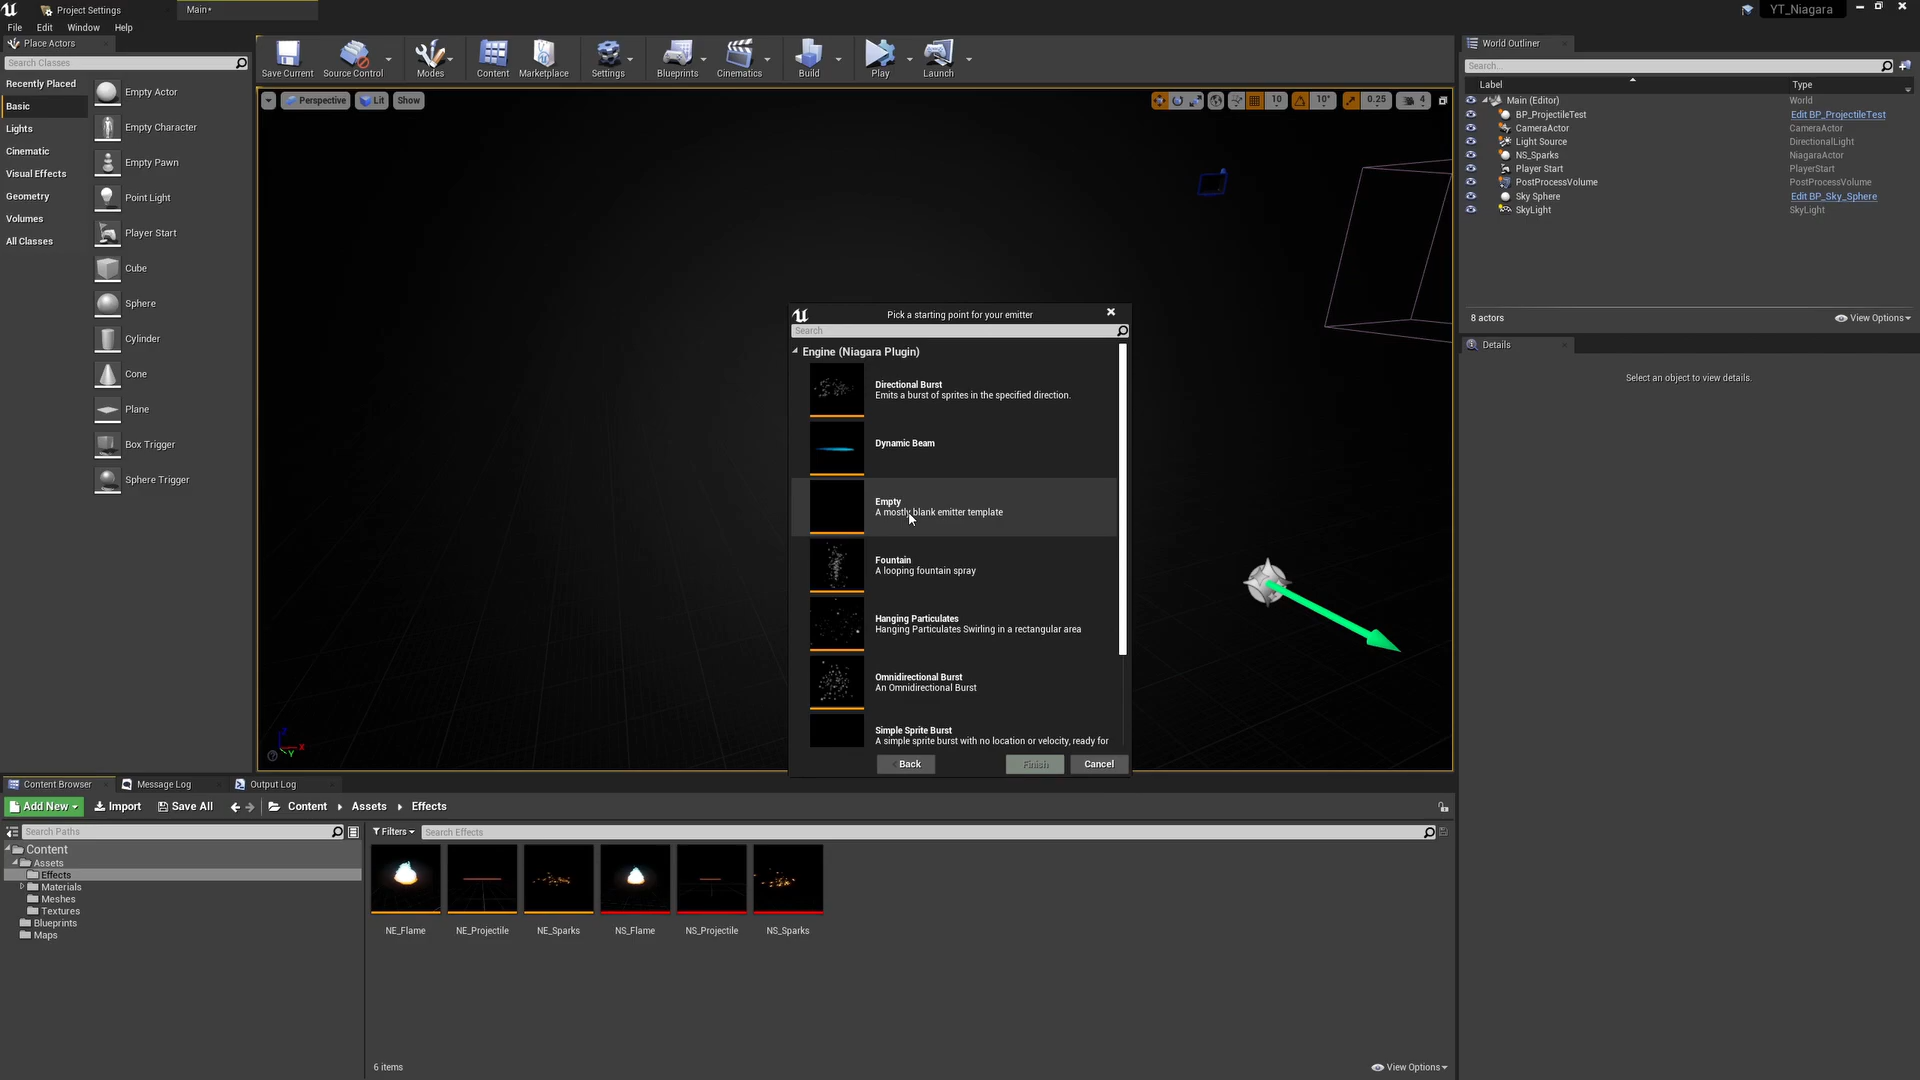 Project Settings
Main•
YT_Niagara
File Edit Window Help
Place Actors
Search Classes
Recently Placed
Basic
Lights
Cinematic
Visual Effects
Geometry
Volumes
All Classes
Empty Actor
Empty Character
Empty Pawn
Point Light
Player Start
Cube
Sphere
Cylinder
Cone
Plane
Box Trigger
Sphere Trigger
Save Current
Source Control
Modes
Content
Marketplace
Settings
Blueprints
Cinematics
Build
Play
Launch
Perspective
Lit
Show
10
10°
0.25
4
X
Y
Z
Pick a starting point for your emitter
Search
Engine (Niagara Plugin)
Directional Burst
Emits a burst of sprites in the specified direction.
Dynamic Beam
Empty
A mostly blank emitter template
Fountain
A looping fountain spray
Hanging Particulates
Hanging Particulates Swirling in a rectangular area
Omnidirectional Burst
An Omnidirectional Burst
Simple Sprite Burst
A simple sprite burst with no location or velocity, ready for
Back
Finish
Cancel
World Outliner
Search...
Label Type
Main (Editor) World
BP_ProjectileTest Edit BP_ProjectileTest
CameraActor CameraActor
Light Source DirectionalLight
NS_Sparks NiagaraActor
Player Start PlayerStart
PostProcessVolume PostProcessVolume
Sky Sphere Edit BP_Sky_Sphere
SkyLight SkyLight
8 actors
View Options
Details
Select an object to view details.
Content Browser
Message Log
Output Log
Add New
Import
Save All
Content
Assets
Effects
Search Paths
Filters
Search Effects
Content
Assets
Effects
Materials
Meshes
Textures
Blueprints
Maps
NE_Flame
NE_Projectile
NE_Sparks
NS_Flame
NS_Projectile
NS_Sparks
6 items
View Options